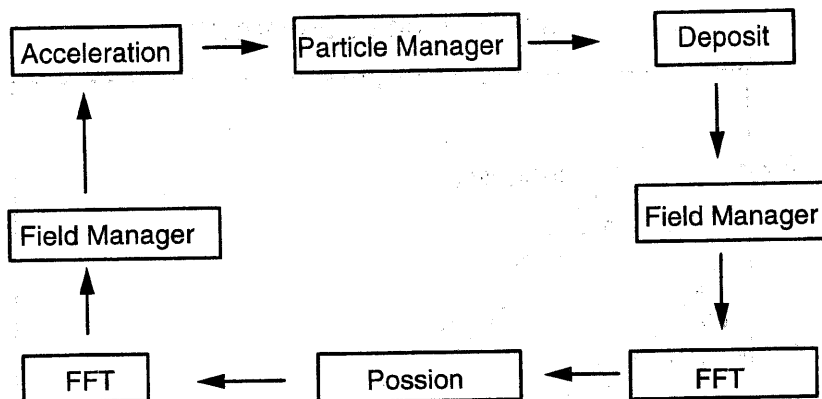 Acceleration
Particle Manager
Deposit
Field Manager
Field Manager
FFT
Possion
FFT